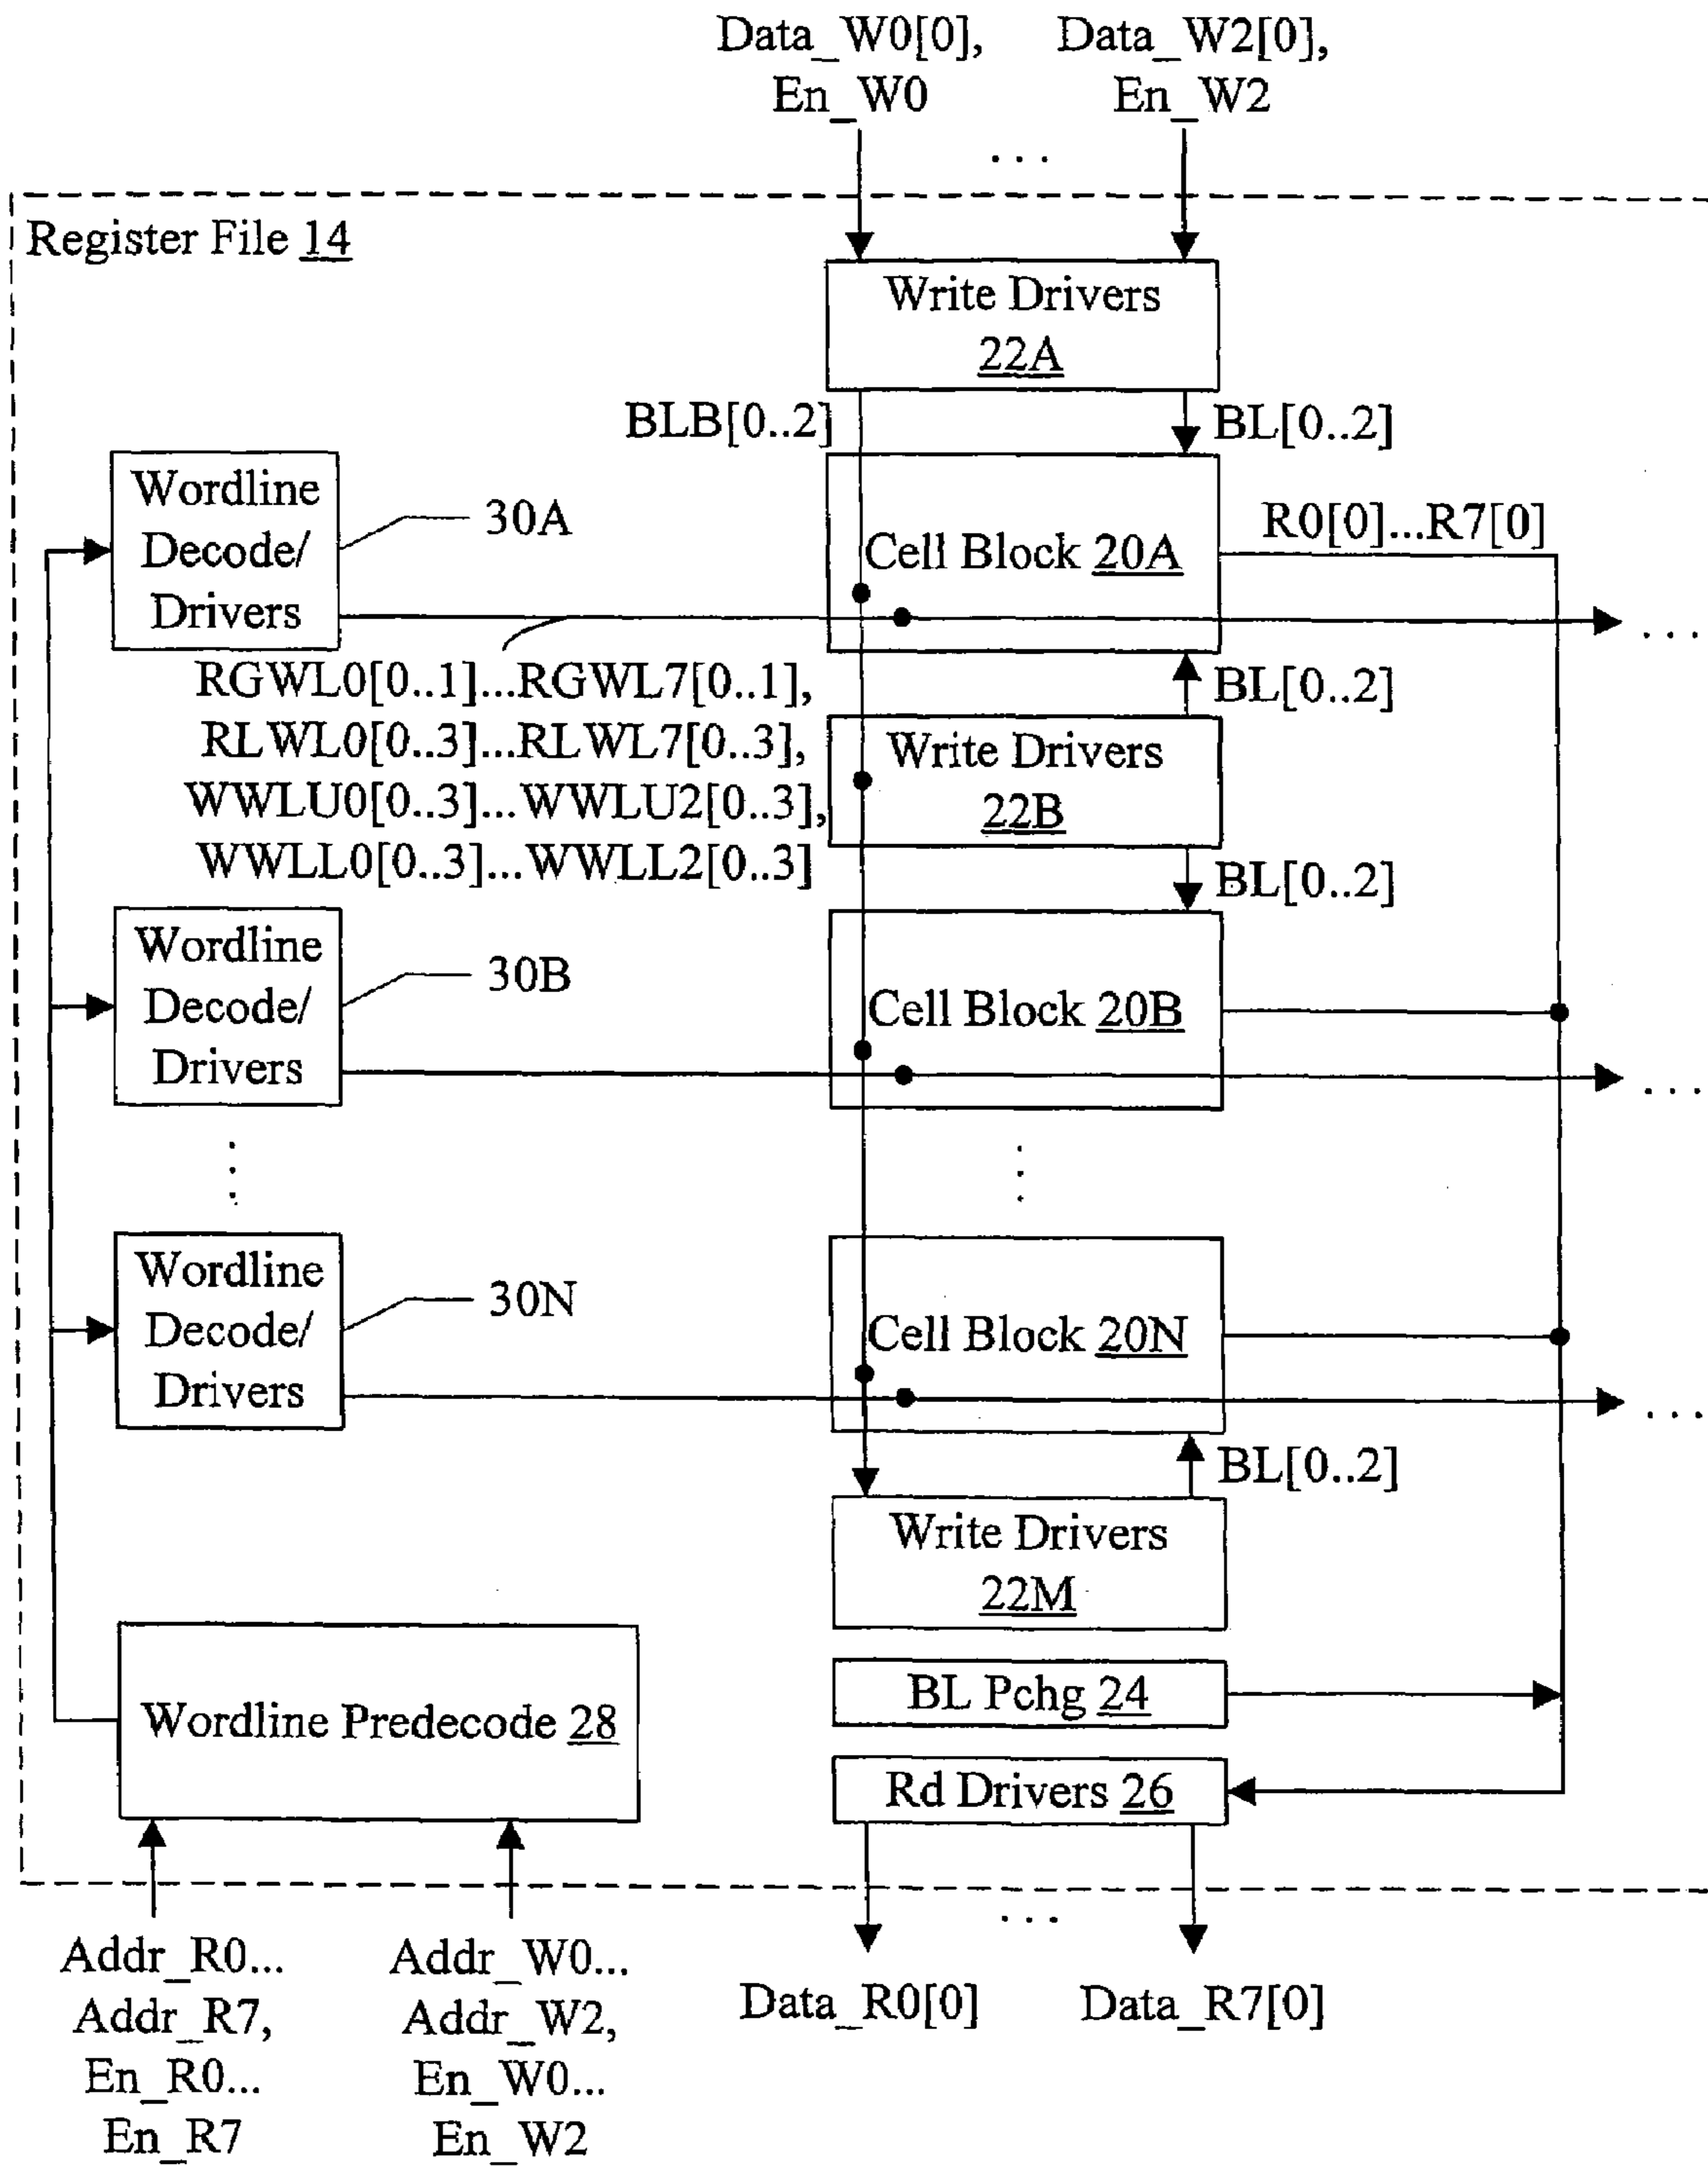 Data_W0[0],
En_W0
Data_W2[0],
En_W2
...
Register File 14
Write Drivers
22A
BLB[0..2]
BL[0..2]
Wordline
Decode/
Drivers
30A
Cell Block 20A
R0[0]...R7[0]
...
RGWL0[0..1]...RGWL7[0..1],
RLWL0[0..3]...RLWL7[0..3],
WWLU0[0..3]...WWLU2[0..3],
WWLL0[0..3]...WWLL2[0..3]
BL[0..2]
Write Drivers
22B
BL[0..2]
Wordline
Decode/
Drivers
30B
Cell Block 20B
...
Wordline
Decode/
Drivers
30N
Cell Block 20N
...
BL[0..2]
Write Drivers
22M
BL Pchg 24
Wordline Predecode 28
Rd Drivers 26
...
Addr_R0...
Addr_R7,
En_R0...
En_R7
Addr_W0...
Addr_W2,
En_W0...
En_W2
Data_R0[0]
Data_R7[0]